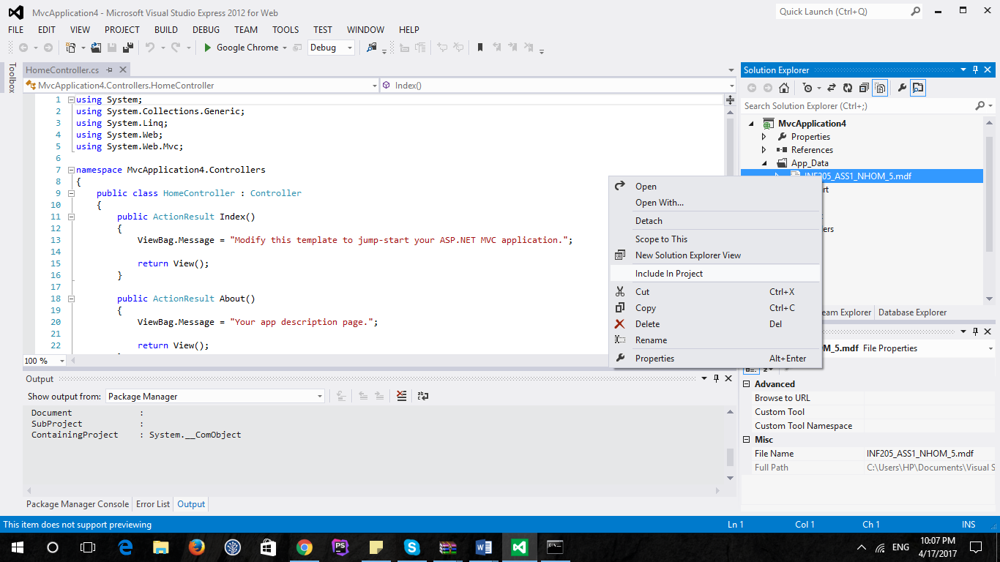 MvcApplication4 - Microsoft Visual Studio Express 2012 for Web
Quick Launch (Ctrl+Q)
FILE EDIT VIEW PROJECT BUILD DEBUG TEAM TOOLS TEST WINDOW HELP
Google Chrome Debug
Toolbox
HomeController.cs
MvcApplication4.Controllers.HomeController Index()
1 using System;
2 using System.Collections.Generic;
3 using System.Linq;
4 using System.Web;
5 using System.Web.Mvc;
6
7 namespace MvcApplication4.Controllers
8 {
9 public class HomeController : Controller
10 {
11 public ActionResult Index()
12 {
13 ViewBag.Message = "Modify this template to jump-start your ASP.NET MVC application.";
14
15 return View();
16 }
17
18 public ActionResult About()
19 {
20 ViewBag.Message = "Your app description page.";
21
22 return View();
100 %
Solution Explorer
Search Solution Explorer (Ctrl+;)
MvcApplication4
Properties
References
App_Data
INF205_ASS1_NHOM_5.mdf
rt
ers
Open
Open With...
Detach
Scope to This
New Solution Explorer View
Include In Project
Cut Ctrl+X
Copy Ctrl+C
Delete Del
Rename
Properties Alt+Enter
eam Explorer Database Explorer
M_5.mdf File Properties
Advanced
Browse to URL
Custom Tool
Custom Tool Namespace
Misc
File Name INF205_ASS1_NHOM_5.mdf
Full Path C:\Users\HP\Documents\Visual S
Output
Show output from: Package Manager
Document :
SubProject :
ContainingProject : System.__ComObject
Package Manager Console Error List Output
This item does not support previewing Ln 1 Col 1 Ch 1 INS
ENG
10:07 PM
4/17/2017